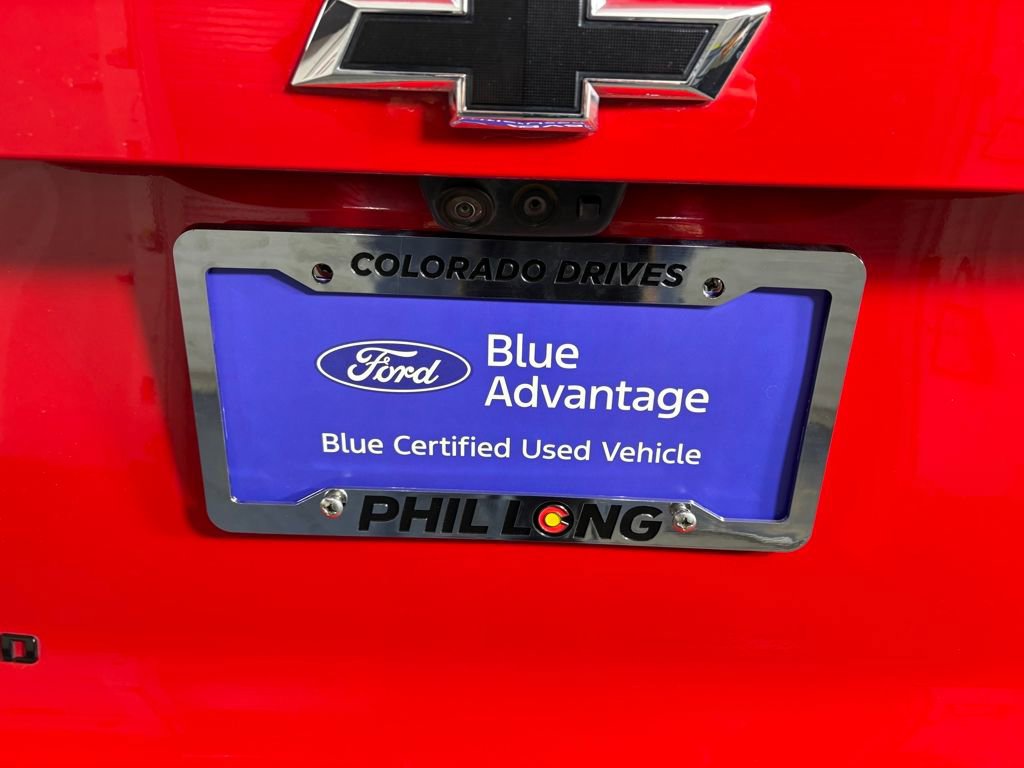 COLORADO DRIVES
Ford
Blue
Advantage
Blue Certified Used Vehicle
PHIL LONG
D